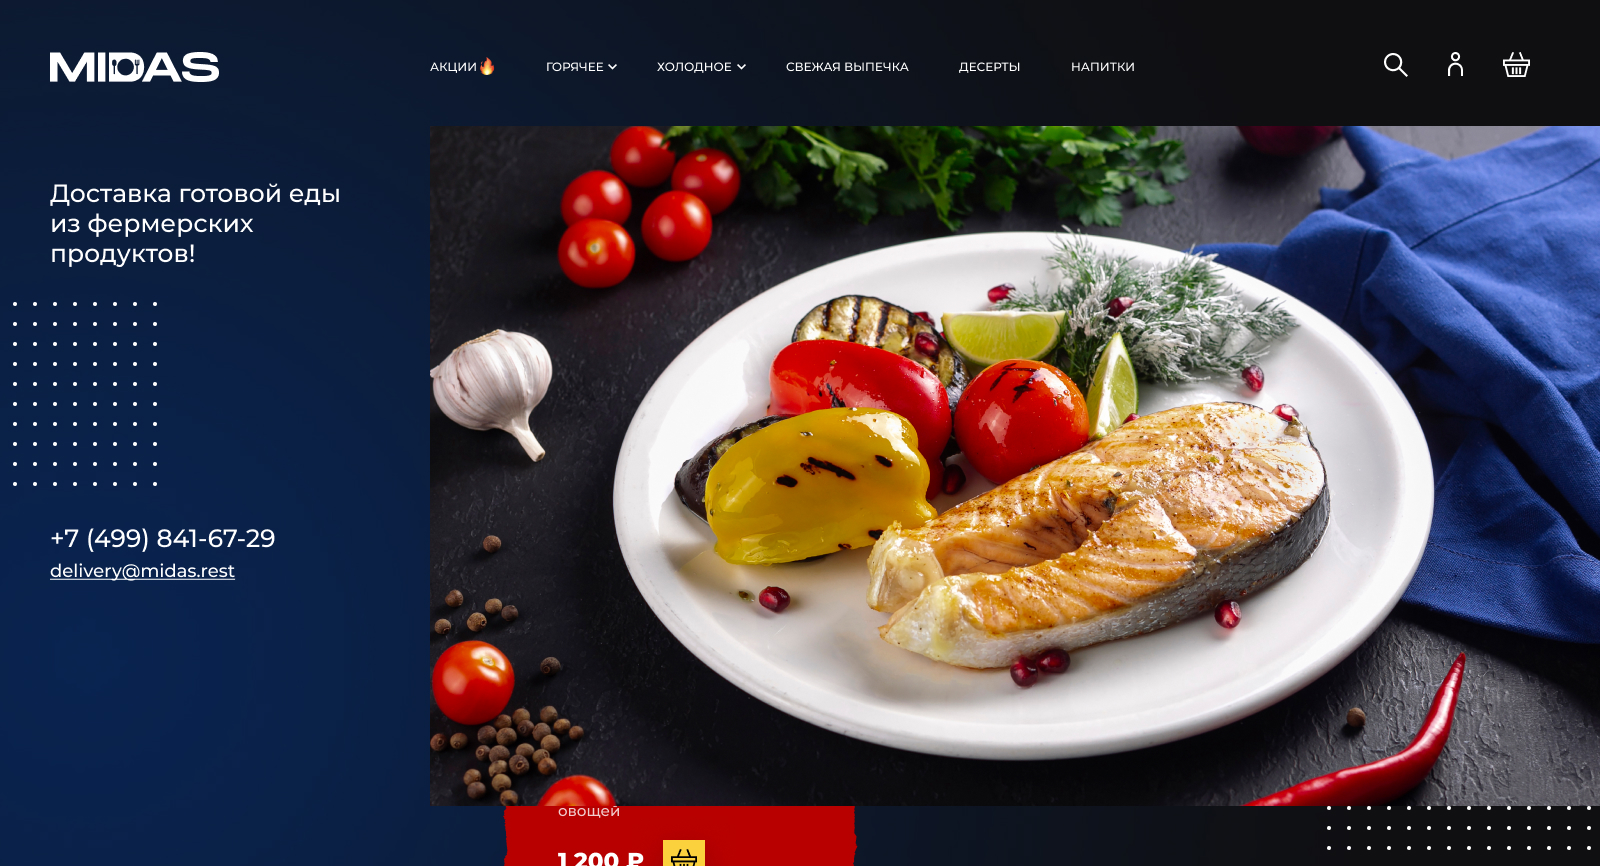 MIDAS
АКЦИИ🔥
ГОРЯЧЕЕ
ХОЛОДНОЕ
СВЕЖАЯ ВЫПЕЧКА
ДЕСЕРТЫ
НАПИТКИ
Доставка готовой еды
из фермерских
продуктов!
+7 (499) 841-67-29
delivery@midas.rest
овощей
1 200 ₽